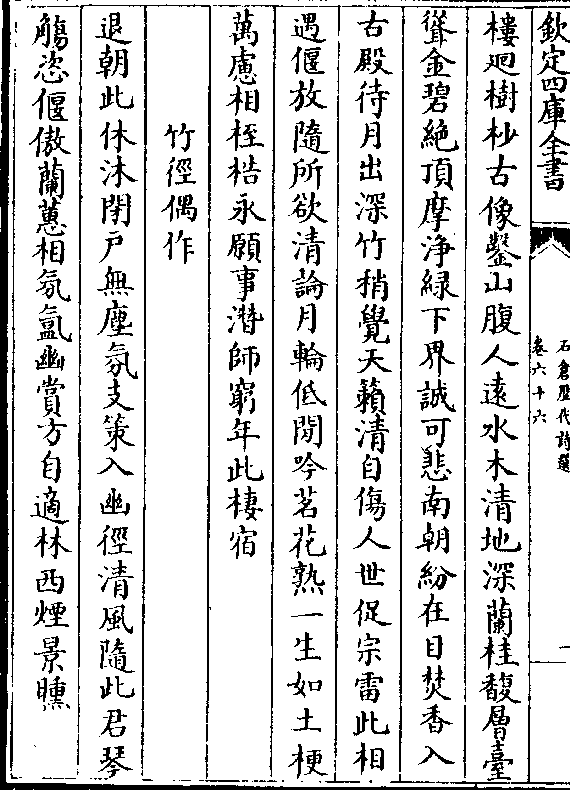 欽定四庫全書
石倉歷代詩選
卷六十六
樓迴樹杪古像鑿山腹人遠水木清地深蘭桂馥層臺
聳金碧絶頂摩浄綠下界誠可悲南朝紛在目焚香入
古殿待月出深竹稍覺天籟清自傷人世促宗雷此相
遇偃放隨所欲清論月輪低閒吟茗花熟一生如土梗
萬慮相桎梏永願事潛師窮年此棲宿
竹徑偶作
退朝此休沐閉戸無塵氛支策入幽徑清風隨此君琴
觴恣偃傲蘭蕙相氛氲幽賞方自適林西煙景曛